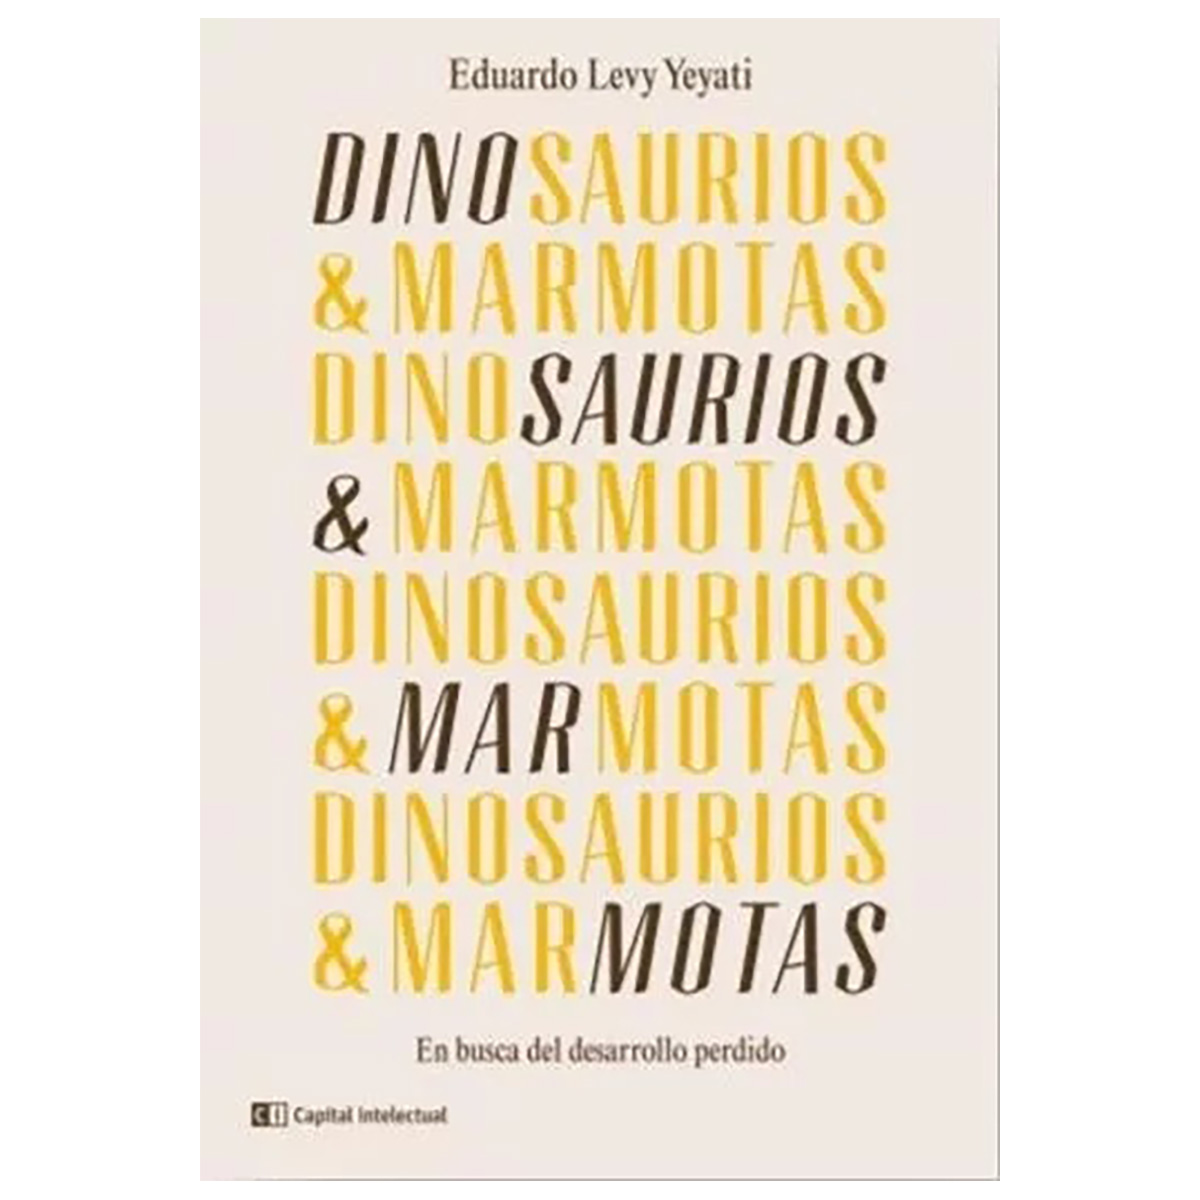 Eduardo Levy Yeyati
DINOSAURIOS
& MARMOTAS
DINOSAURIOS
& MARMOTAS
DINOSAURIOS
& MARMOTAS
DINOSAURIOS
& MARMOTAS
En busca del desarrollo perdido
CI Capital Intelectual